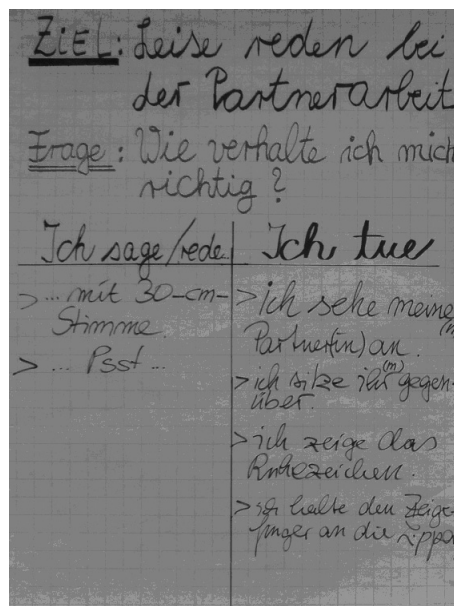 ZIEL: Leise reden bei
der Partnerarbeit
Frage: Wie verhalte ich mich
richtig?
Ich sage/rede
> ... mit 30-cm-
Stimme.
> ... Psst ...
Ich tue
> ich sehe meine
(n)
Partner(in) an.
> ich sitze ihr(m) gegen-
über.
> ich zeige das
Ruhezeichen.
> ich halte den Zeige-
finger an die Lippe